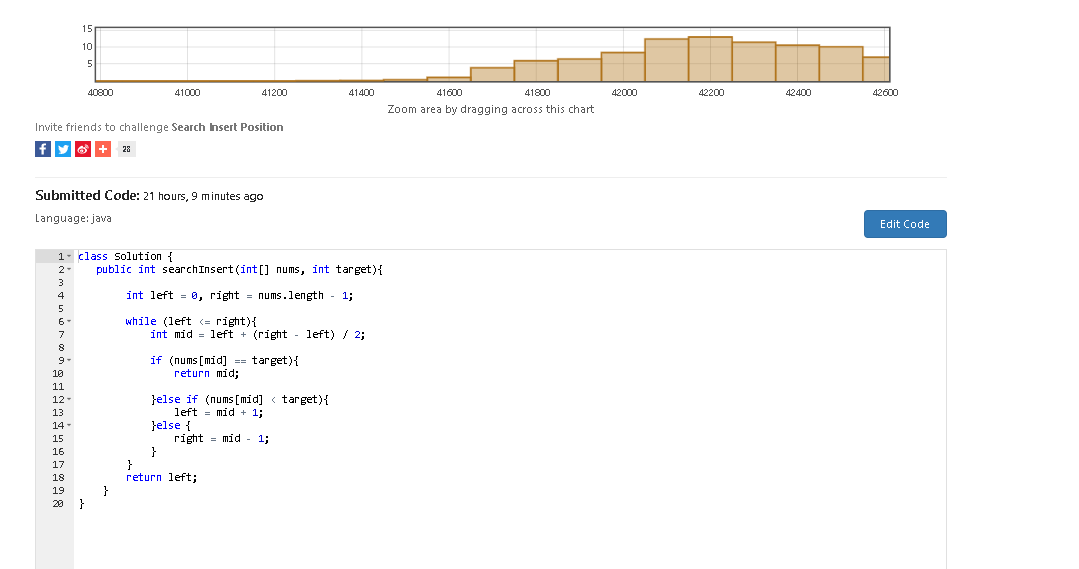 15
10
5
40800 41000 41200 41400 41600 41800 42000 42200 42400 42600
Zoom area by dragging across this chart
Invite friends to challenge Search Insert Position
28
Submitted Code: 21 hours, 9 minutes ago
Language: java
Edit Code
1 class Solution {
2    public int searchInsert(int[] nums, int target){
3
4        int left = 0, right = nums.length - 1;
5
6        while (left <= right){
7            int mid = left + (right - left) / 2;
8
9            if (nums[mid] == target){
10                return mid;
11
12            }else if (nums[mid] < target){
13                left = mid + 1;
14            }else {
15                right = mid - 1;
16            }
17        }
18        return left;
19    }
20 }